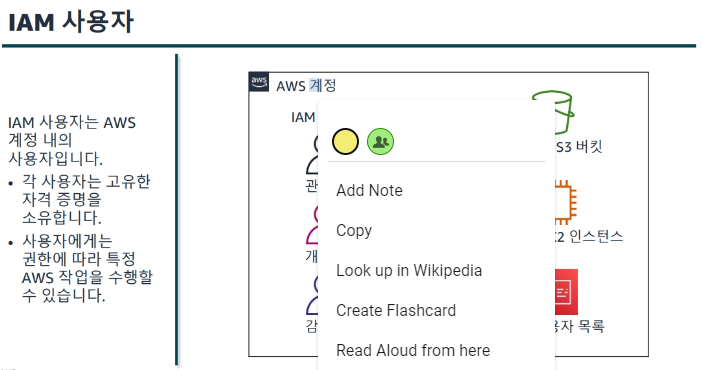 IAM 사용자
IAM 사용자는 AWS
계정 내의
사용자입니다.
• 각 사용자는 고유한
자격 증명을
소유합니다.
• 사용자에게는
권한에 따라 특정
AWS 작업을 수행할
수 있습니다.
aws
AWS 계정
IAM
관
개
감
S3 버킷
2 인스턴스
용자 목록
Add Note
Copy
Look up in Wikipedia
Create Flashcard
Read Aloud from here